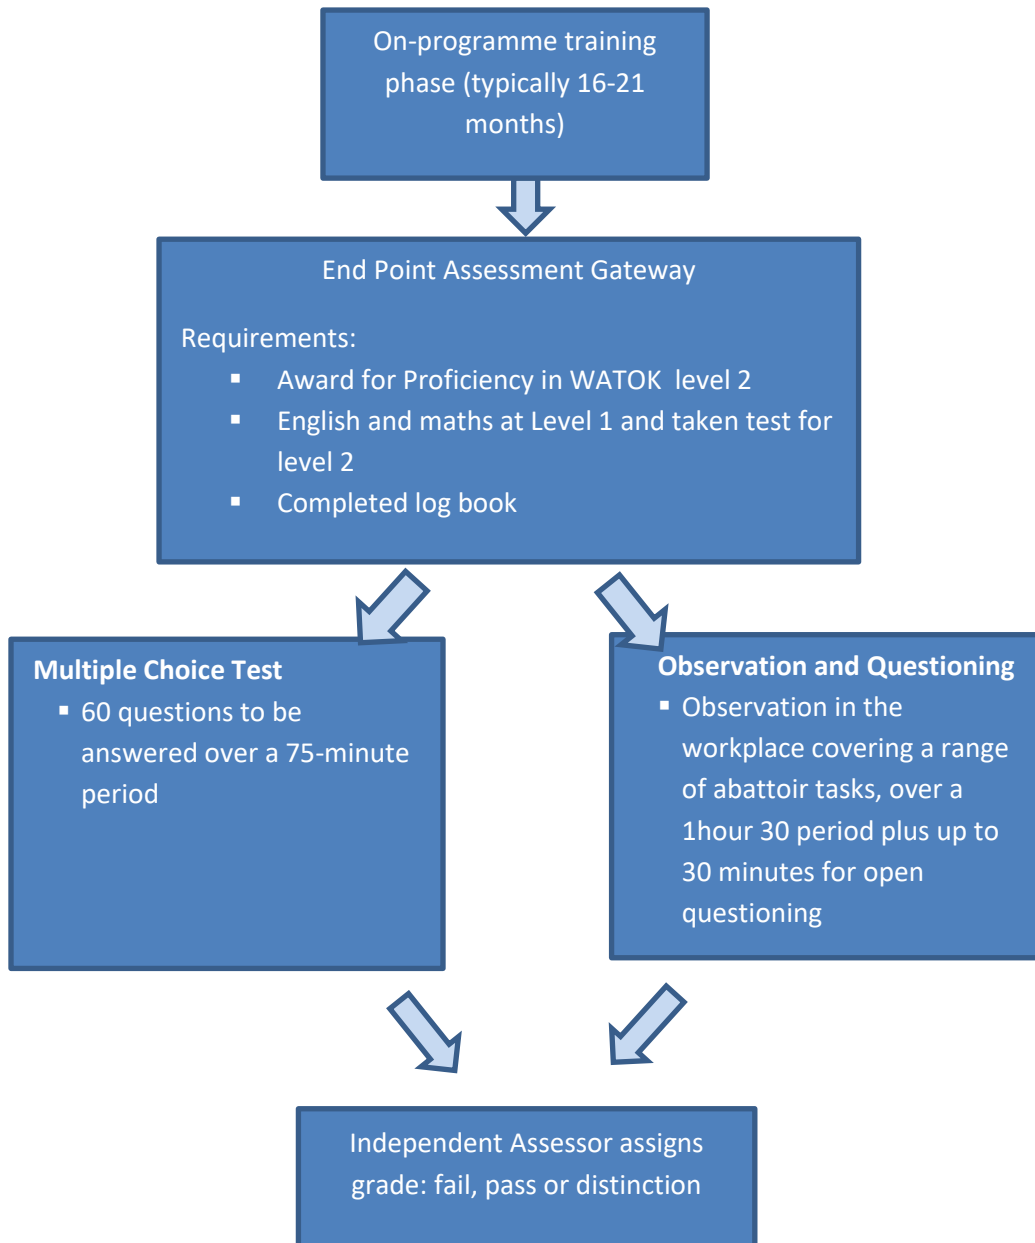 On-programme training
phase (typically 16-21
months)
End Point Assessment Gateway
Requirements:
▪ Award for Proficiency in WATOK level 2
▪ English and maths at Level 1 and taken test for
level 2
▪ Completed log book
Multiple Choice Test
▪ 60 questions to be
answered over a 75-minute
period
Observation and Questioning
▪ Observation in the
workplace covering a range
of abattoir tasks, over a
1hour 30 period plus up to
30 minutes for open
questioning
Independent Assessor assigns
grade: fail, pass or distinction